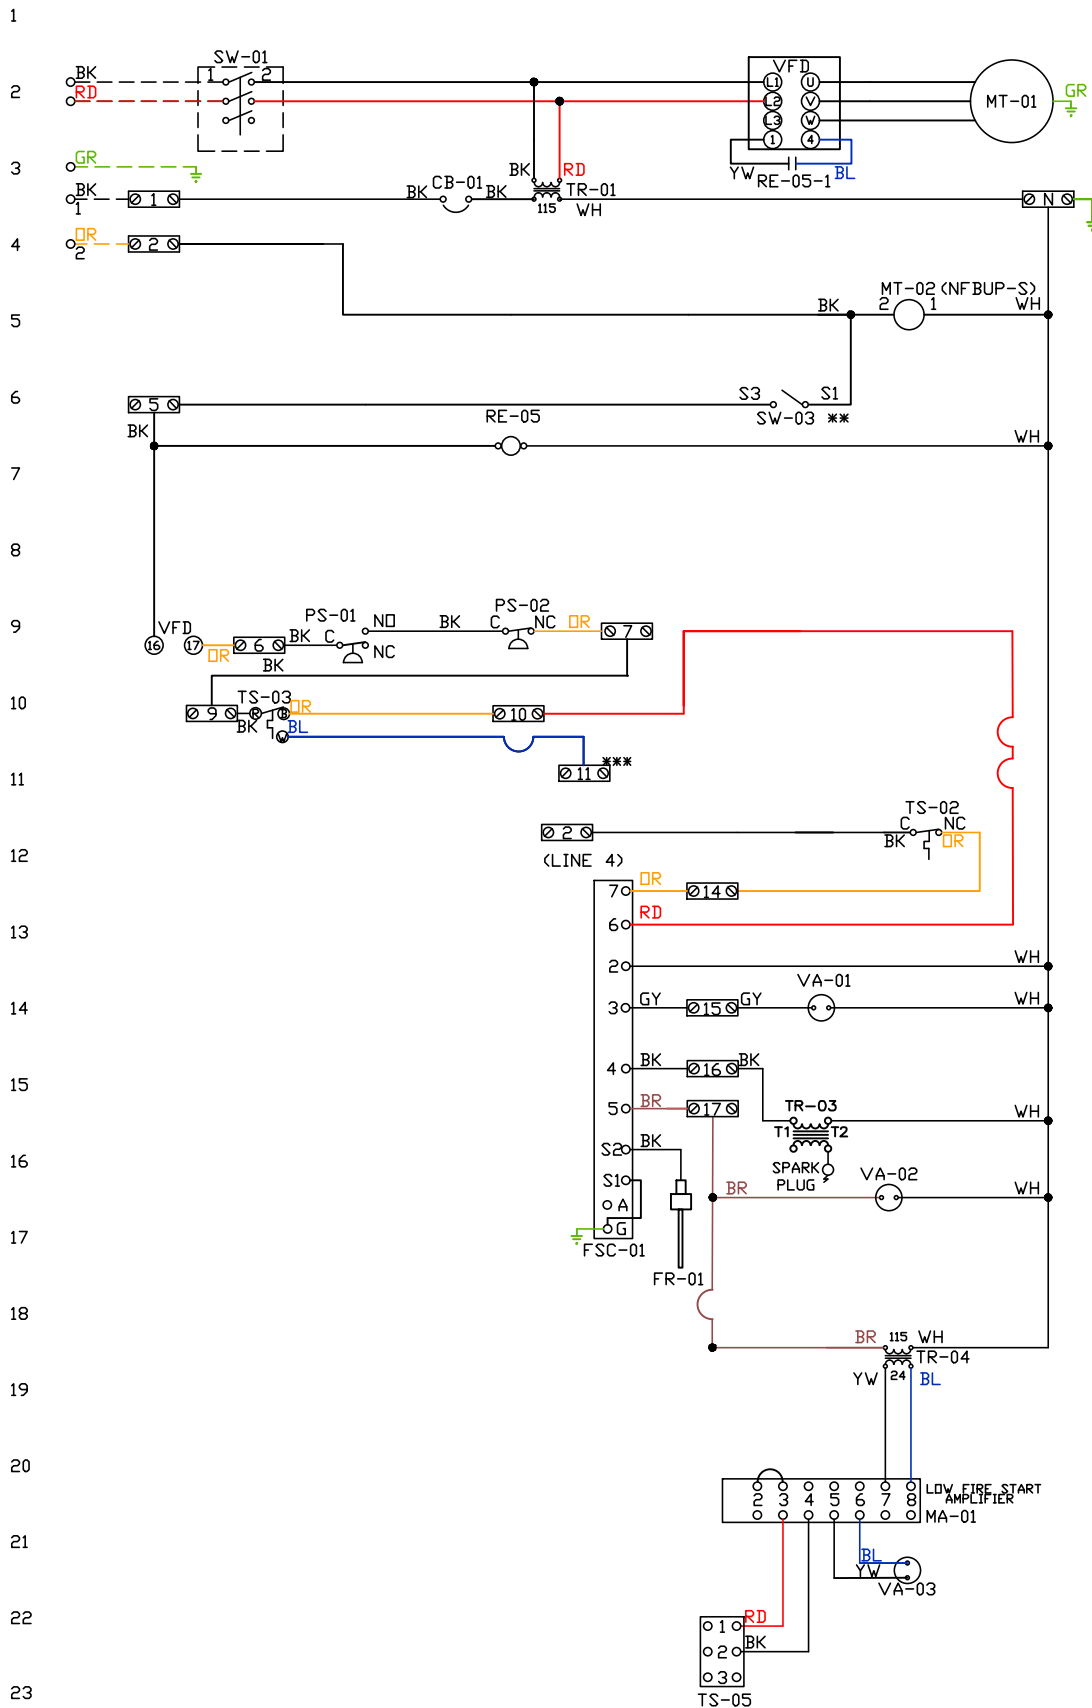 1
SW-01
BK
1
2
VFD
2
RD
L1
U
L2
V
MT-01
GR
L3
W
1
4
3
GR
BK
RD
YW
RE-05-1
BL
BK
1
1
BK
CB-01
BK
TR-01
115
WH
N
4
OR
2
2
MT-02 (NFBUP-S)
5
BK
2
1
WH
6
5
S3
S1
SW-03 **
BK
RE-05
WH
7
8
9
16
VFD
17
OR
6
BK
PS-01
C
NO
NC
BK
PS-02
C
NC
OR
7
BK
10
9
TS-03
R
B
OR
BK
W
BL
10
11
11
***
TS-02
2
C
NC
BK
OR
12
(LINE 4)
7
OR
14
13
6
RD
2
WH
VA-01
14
3
GY
15
GY
WH
4
BK
16
BK
15
5
BR
17
TR-03
T1
T2
WH
16
S2
BK
SPARK
PLUG
S1
VA-02
BR
WH
A
17
G
FSC-01
FR-01
18
BR
115
WH
TR-04
19
YW
24
BL
20
2
3
4
5
6
7
8
LOW FIRE START
AMPLIFIER
MA-01
21
BL
YW
VA-03
22
1
RD
2
BK
3
23
TS-05